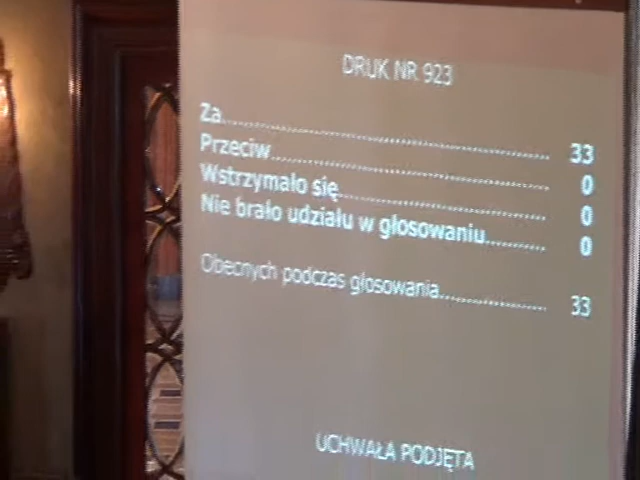 DRUK NR 923
Za 33
Przeciw 0
Wstrzymało się 0
Nie brało udziału w głosowaniu 0
Obecnych podczas głosowania 33
UCHWAŁA PODJĘTA